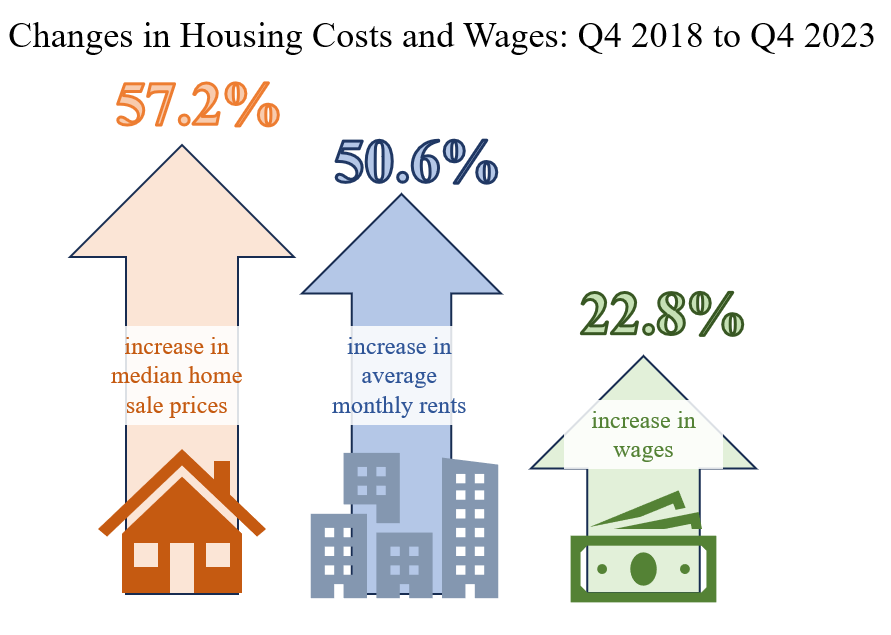 Changes in Housing Costs and Wages: Q4 2018 to Q4 2023
57.2%
increase in
median home
sale prices
50.6%
increase in
average
monthly rents
22.8%
increase in
wages